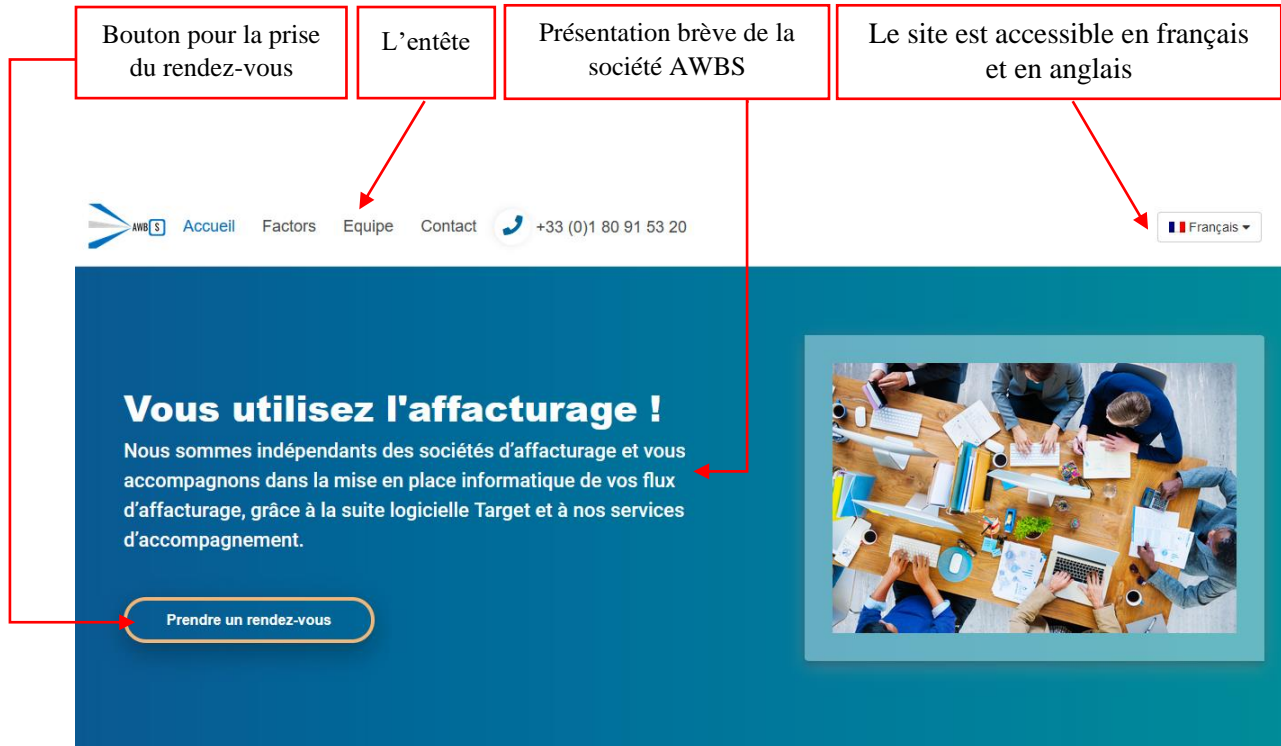 Bouton pour la prise
du rendez-vous
L'entête
Présentation brève de la
société AWBS
Le site est accessible en français
et en anglais
AWB S
Accueil Factors Equipe Contact +33 (0)1 80 91 53 20
Français
Vous utilisez l'affacturage !
Nous sommes indépendants des sociétés d'affacturage et vous
accompagnons dans la mise en place informatique de vos flux
d'affacturage, grâce à la suite logicielle Target et à nos services
d'accompagnement.
Prendre un rendez-vous